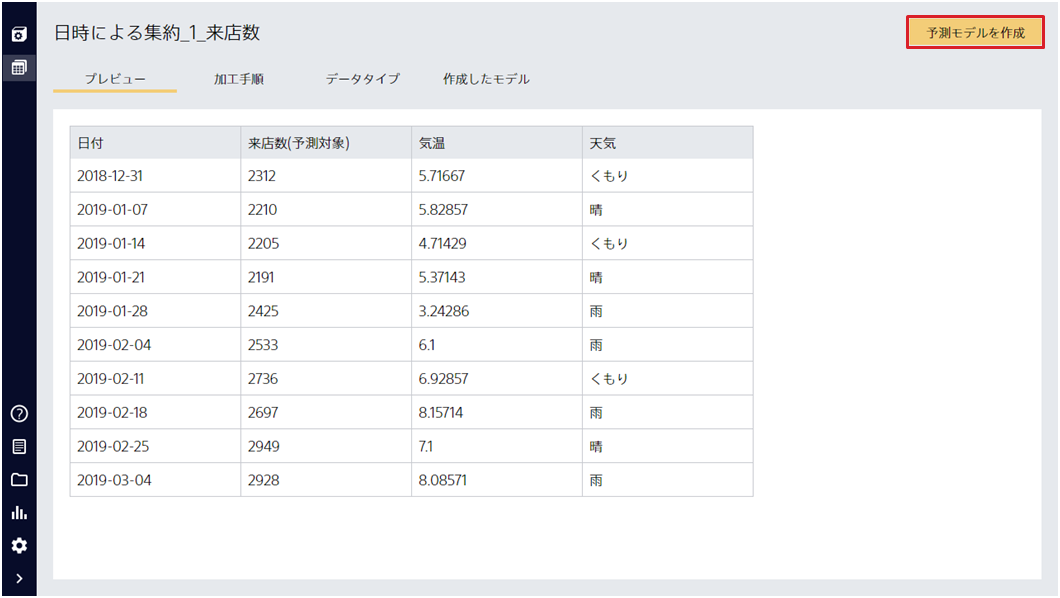 日時による集約_1_来店数
予測モデルを作成
プレビュー 加工手順 データタイプ 作成したモデル
日付 来店数(予測対象) 気温 天気
2018-12-31 2312 5.71667 くもり
2019-01-07 2210 5.82857 晴
2019-01-14 2205 4.71429 くもり
2019-01-21 2191 5.37143 晴
2019-01-28 2425 3.24286 雨
2019-02-04 2533 6.1 雨
2019-02-11 2736 6.92857 くもり
2019-02-18 2697 8.15714 雨
2019-02-25 2949 7.1 晴
2019-03-04 2928 8.08571 雨